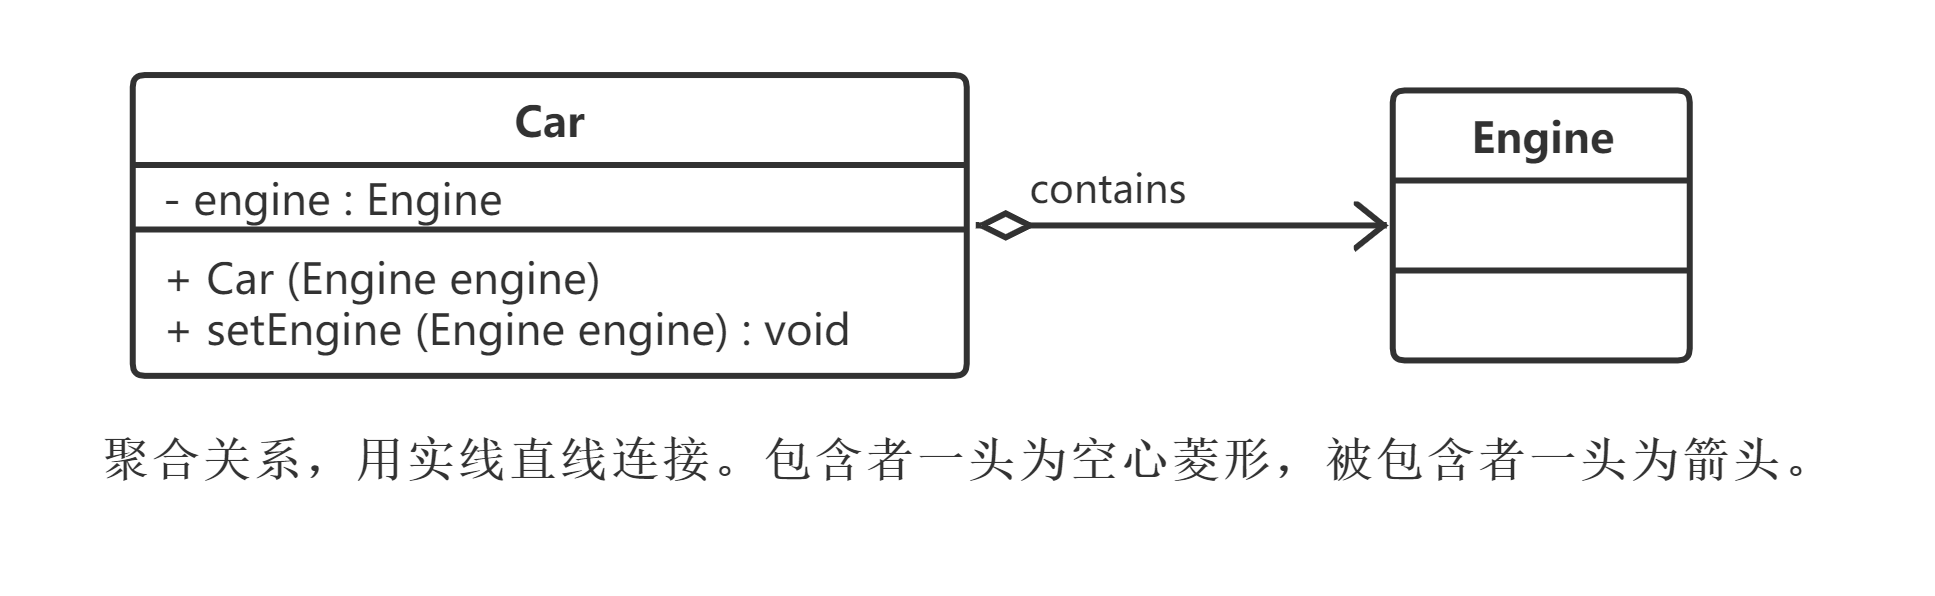 Car
- engine : Engine
+ Car (Engine engine)
+ setEngine (Engine engine) : void
contains
Engine
聚合关系，用实线直线连接。包含者一头为空心菱形，被包含者一头为箭头。